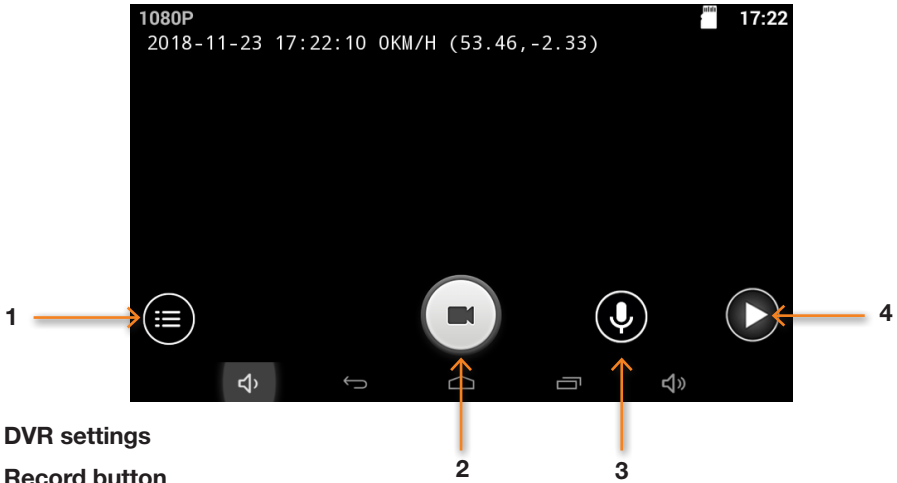 1080P 17:22
2018-11-23 17:22:10 0KM/H (53.46,-2.33)
1
4
DVR settings
2
3
Record button